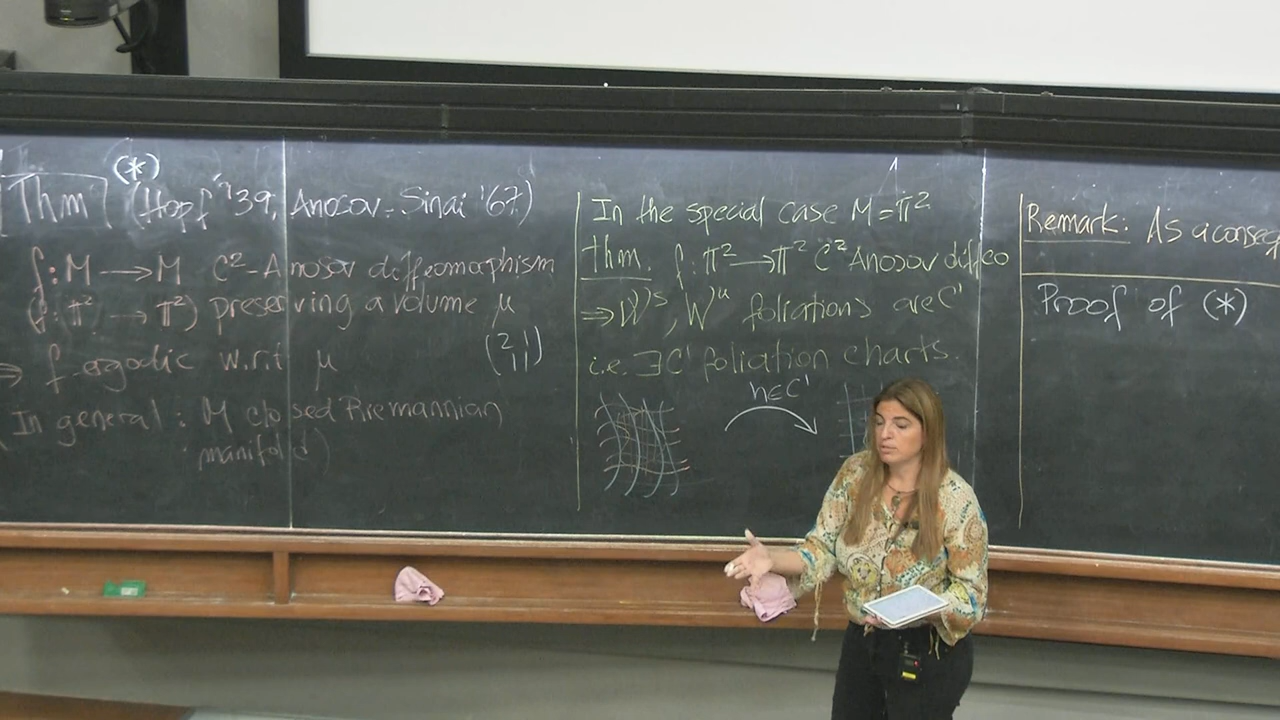 Thm (*) (Hopf '39, Anosov-Sinai '67)
f: M → M C²-Anosov diffeomorphism
(f: 𝕋² → 𝕋²) preserving a volume μ
⇒ f ergodic w.r.t μ (2 1 1 1)
In general: M closed Riemannian
manifold)
In the special case M = 𝕋²
Thm. f: 𝕋² → 𝕋² C² Anosov diffeo
⇒ Wˢ, Wᵘ foliations are C¹
i.e. ∃ C¹ foliation charts.
h ∈ C¹
Remark: As a conseq
Proof of (*)